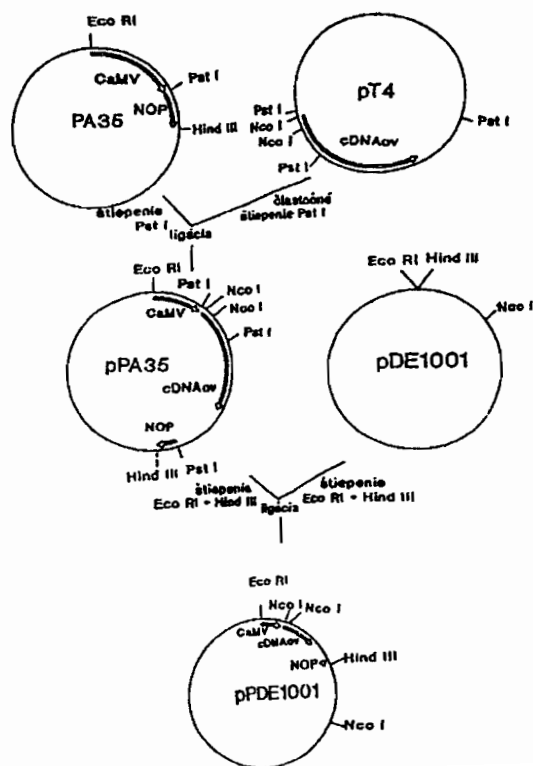 Eco RI
CaMV
Pst I
NOP
PA35
Hind III
pT4
Pst I
Nco I
Nco I
cDNAov
Pst I
Pst I
štiepenie
Pst I
ligácia
čiastočné
štiepenie Pst I
Eco RI
Pst I
Nco I
Nco I
CaMV
Pst I
pPA35
cDNAov
NOP
Hind III
Pst I
Eco RI Hind III
Nco I
pDE1001
štiepenie
Eco RI + Hind III
ligácia
štiepenie
Eco RI + Hind III
Eco RI
Nco I
Nco I
CaMV
cDNAov
NOP
Hind III
pPDE1001
Nco I